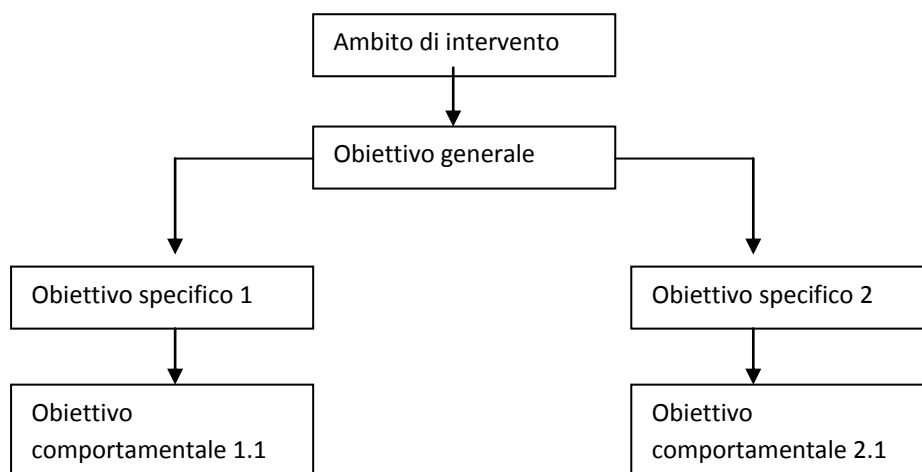 Ambito di intervento
Obiettivo generale
Obiettivo specifico 1
Obiettivo specifico 2
Obiettivo
comportamentale 1.1
Obiettivo
comportamentale 2.1